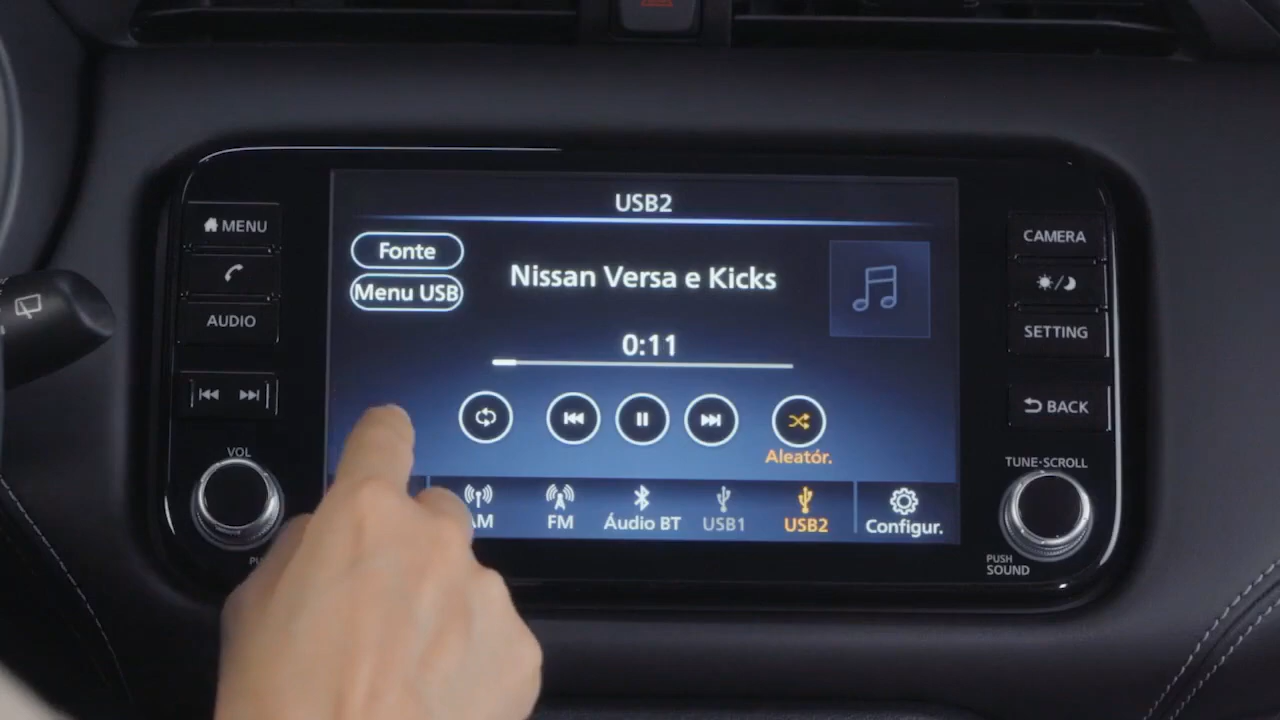 USB2
MENU
AUDIO
VOL
Fonte
Menu USB
Nissan Versa e Kicks
0:11
Aleatór.
FM
Áudio BT
USB1
USB2
Configur.
CAMERA
SETTING
BACK
TUNE·SCROLL
PUSH
SOUND